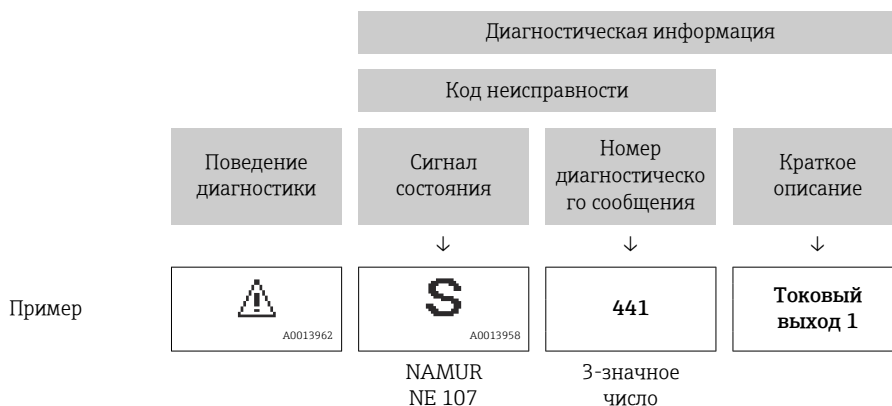 Диагностическая информация
Код неисправности
Поведение
диагностики
Сигнал
состояния
Номер
диагностическо
го сообщения
Краткое
описание
↓
↓
↓
Пример
⚠
A0013962
S
A0013958
441
Токовый
выход 1
NAMUR
NE 107
3-значное
число